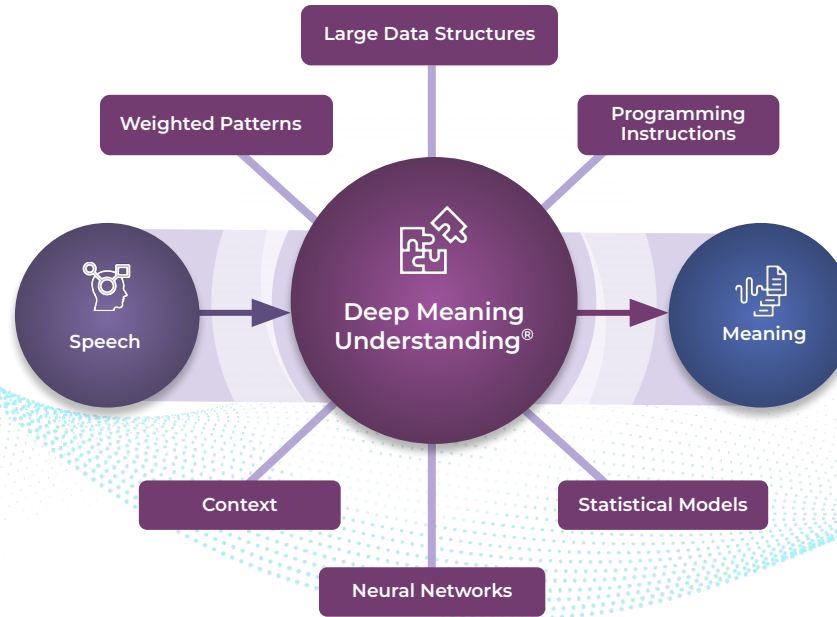 Large Data Structures
Weighted Patterns
Programming
Instructions
Speech
Deep Meaning
Understanding®
Meaning
Context
Statistical Models
Neural Networks